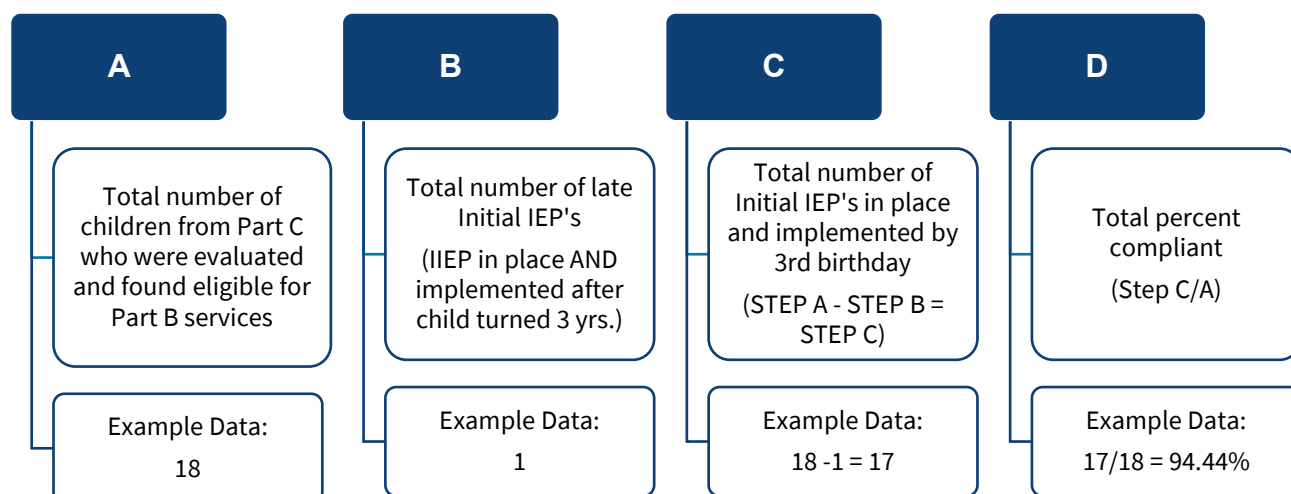 A
Total number of
children from Part C
who were evaluated
and found eligible for
Part B services
Example Data:
18
B
Total number of late
Initial IEP's
(IIEP in place AND
implemented after
child turned 3 yrs.)
Example Data:
1
C
Total number of
Initial IEP's in place
and implemented by
3rd birthday
(STEP A - STEP B =
STEP C)
Example Data:
18 -1 = 17
D
Total percent
compliant
(Step C/A)
Example Data:
17/18 = 94.44%